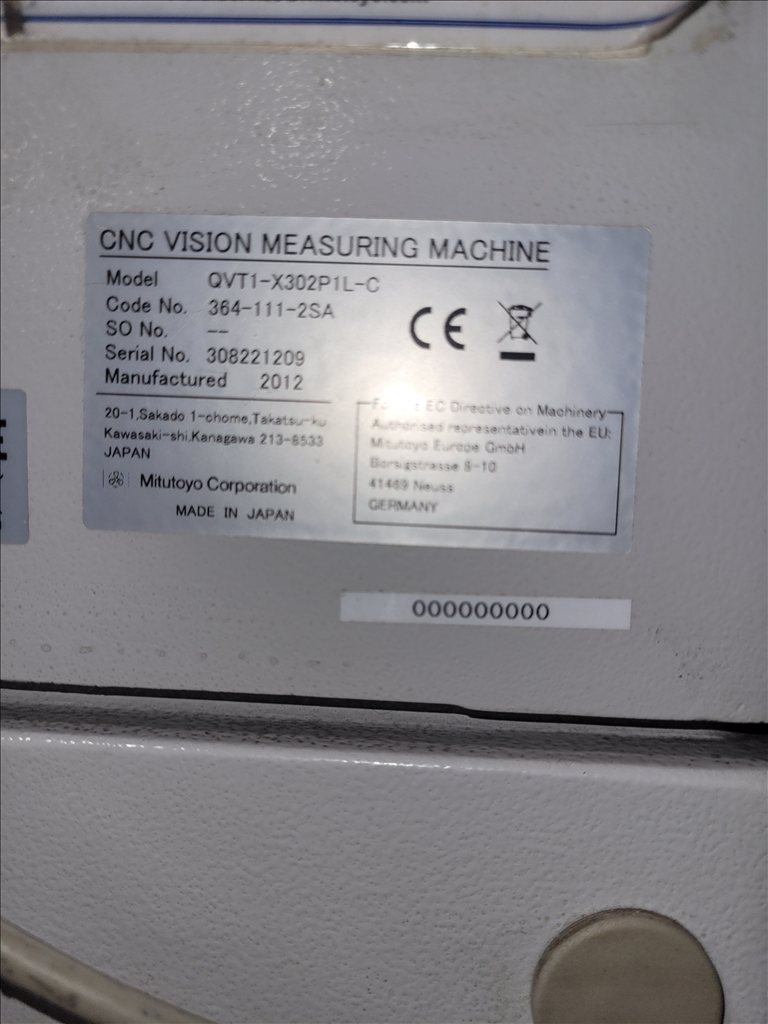 CNC VISION MEASURING MACHINE
Model QVT1-X302P1L-C
Code No. 364-111-2SA
SO No. --
Serial No. 308221209
Manufactured 2012
20-1,Sakado 1-chome,Takatsu-ku
Kawasaki-shi,Kanagawa 213-8533
JAPAN
Mitutoyo Corporation
MADE IN JAPAN
CE
EC Directive on Machinery
Authorised representativein the EU:
Mitutoyo Europe GmbH
Borsigstrasse 8-10
41469 Neuss
GERMANY
000000000